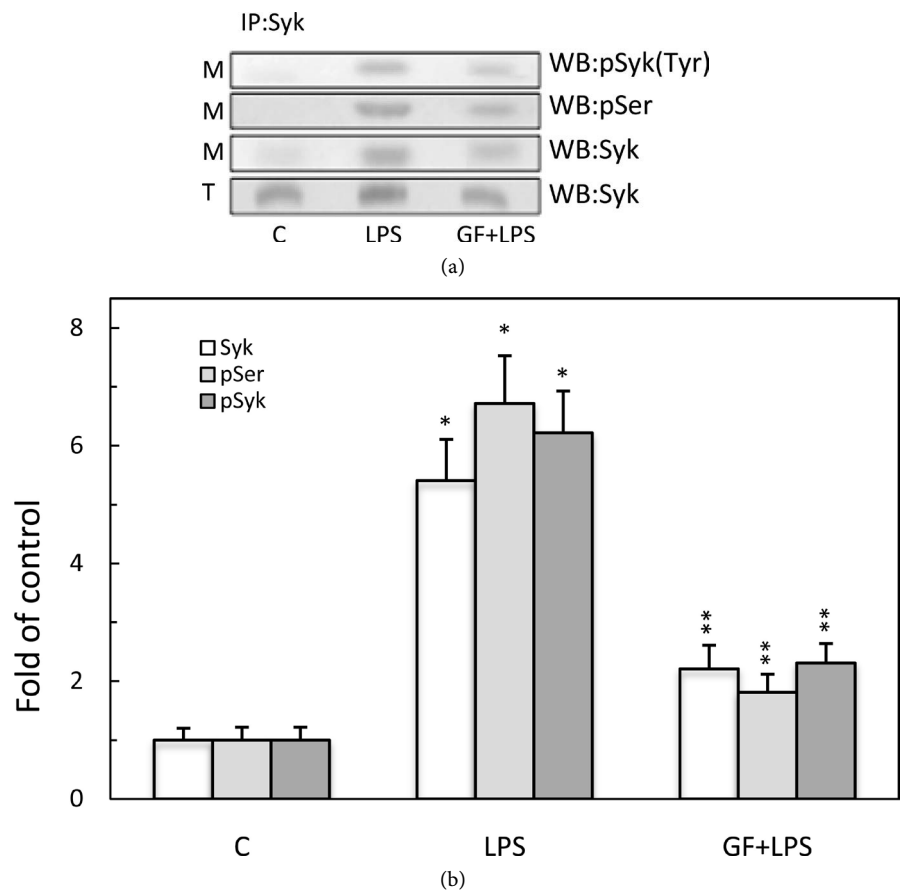 IP:Syk
M WB:pSyk(Tyr)
M WB:pSer
M WB:Syk
T WB:Syk
C LPS GF+LPS
(a)
8
6
4
2
0
Fold of control
Syk
pSer
pSyk
* * *
** ** **
C LPS GF+LPS
(b)